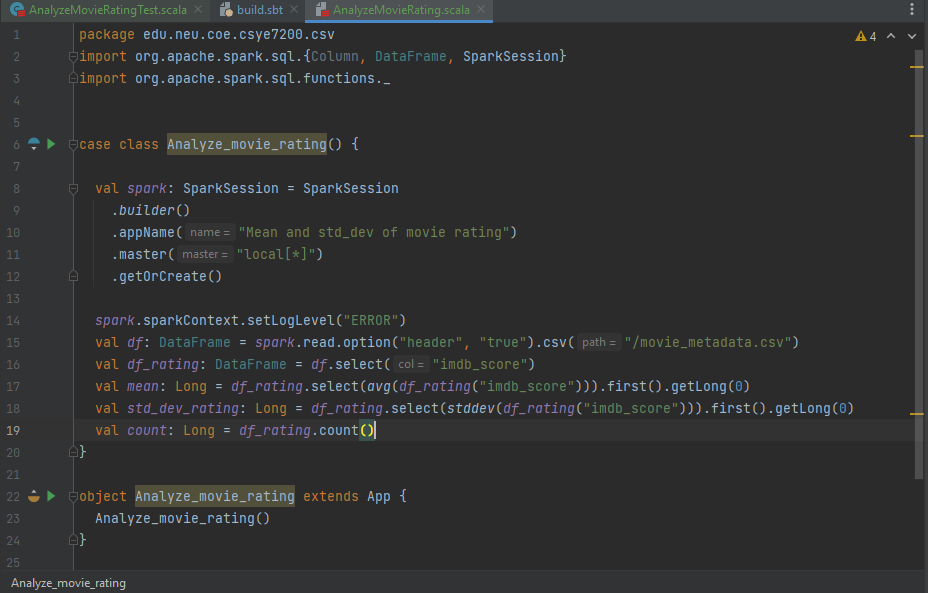 AnalyzeMovieRatingTest.scala build.sbt AnalyzeMovieRating.scala
4
1 package edu.neu.coe.csye7200.csv
2 import org.apache.spark.sql.{Column, DataFrame, SparkSession}
3 import org.apache.spark.sql.functions._
4
5
6 case class Analyze_movie_rating() {
7
8 val spark: SparkSession = SparkSession
9 .builder()
10 .appName( name = "Mean and std_dev of movie rating")
11 .master( master = "local[*]")
12 .getOrCreate()
13
14 spark.sparkContext.setLogLevel("ERROR")
15 val df: DataFrame = spark.read.option("header", "true").csv( path = "/movie_metadata.csv")
16 val df_rating: DataFrame = df.select( col = "imdb_score")
17 val mean: Long = df_rating.select(avg(df_rating("imdb_score"))).first().getLong(0)
18 val std_dev_rating: Long = df_rating.select(stddev(df_rating("imdb_score"))).first().getLong(0)
19 val count: Long = df_rating.count()
20 }
21
22 object Analyze_movie_rating extends App {
23 Analyze_movie_rating()
24 }
25
Analyze_movie_rating